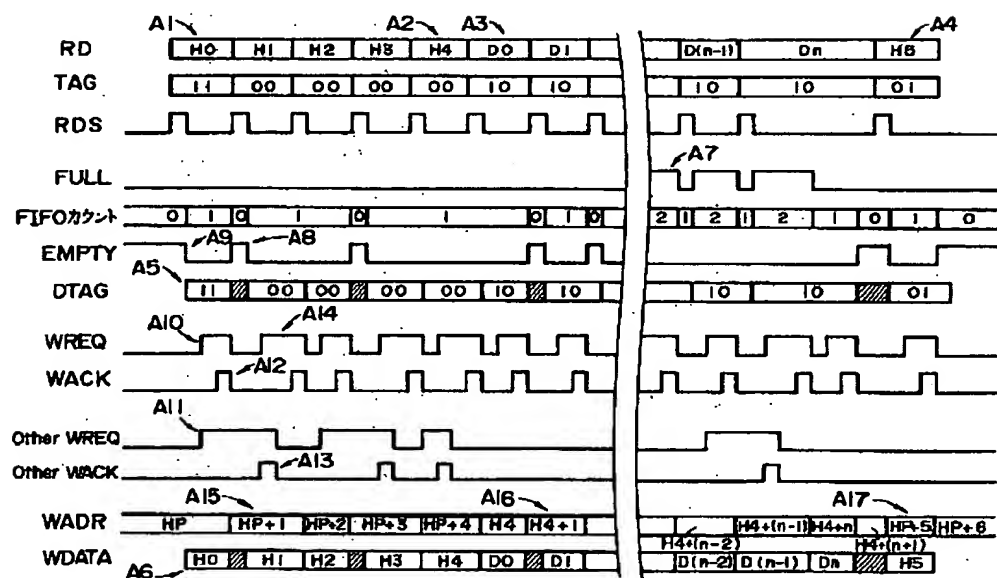 A1 A2 A3 A4
RD H0 H1 H2 H3 H4 D0 D1 D(n-1) Dn H6
TAG 11 00 00 00 00 10 10 10 10 01
RDS
A7
FULL
FIFOカウント 0 1 0 1 0 1 0 1 0 2 1 2 1 2 1 0 1 0
A9 A8
EMPTY
A5
DTAG 11 00 00 00 00 10 10 10 10 01
A10 A14
WREQ
A12
WACK
A11
Other WREQ
A13
Other WACK
A15 A16 A17
WADR HP HP+1 HP+2 HP+3 HP+4 H4 H4+1 H4+(n-1) H4+n HP+5 HP+6
H4+(n-2) H4+(n+1)
WDATA H0 H1 H2 H3 H4 D0 D1 D(n-2) D(n-1) Dn H5
A6